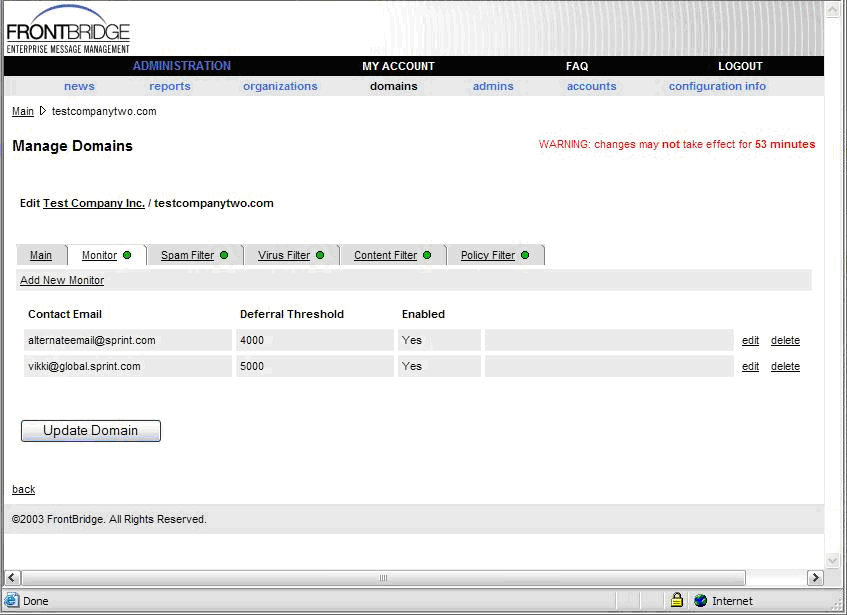 FRONTBRIDGE
ENTERPRISE MESSAGE MANAGEMENT
ADMINISTRATION MY ACCOUNT FAQ LOGOUT
news reports organizations domains admins accounts configuration info
Main testcompanytwo.com
Manage Domains WARNING: changes may not take effect for 53 minutes
Edit Test Company Inc. / testcompanytwo.com
Main Monitor Spam Filter Virus Filter Content Filter Policy Filter
Add New Monitor
Contact Email Deferral Threshold Enabled
alternateemail@sprint.com 4000 Yes edit delete
vikki@global.sprint.com 5000 Yes edit delete
Update Domain
back
©2003 FrontBridge. All Rights Reserved.
Done Internet